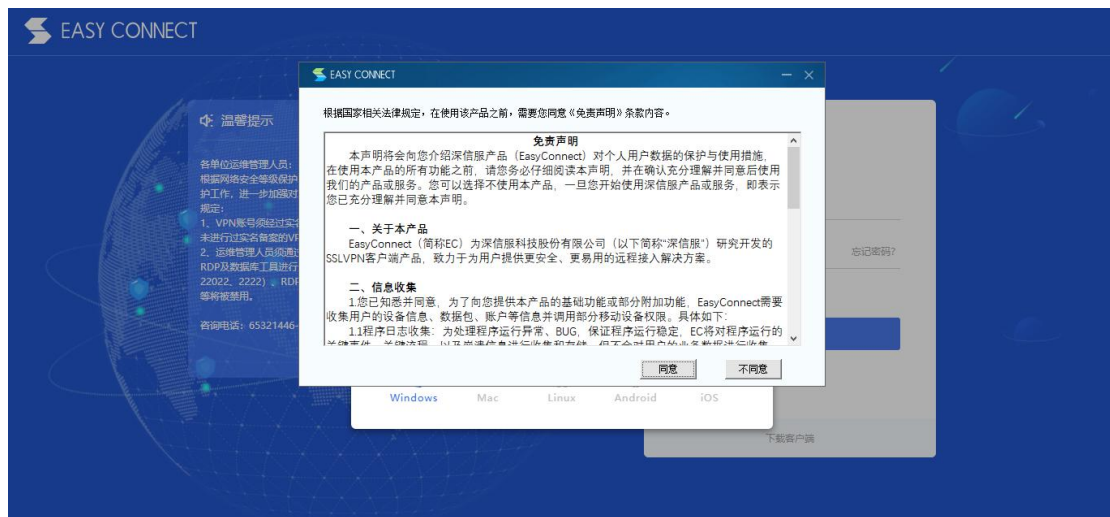 EASY CONNECT
EASY CONNECT
根据国家相关法律规定，在使用该产品之前，需要您同意《免责声明》条款内容。
免责声明
本声明将会向您介绍深信服产品（EasyConnect）对个人用户数据的保护与使用措施，
在使用本产品的所有功能之前，请您务必仔细阅读本声明，并在确认充分理解并同意后使用
我们的产品或服务。您可以选择不使用本产品，一旦您开始使用深信服产品或服务，即表示
您已充分理解并同意本声明。
一、关于本产品
EasyConnect（简称EC）为深信服科技股份有限公司（以下简称“深信服”）研究开发的
SSLVPN客户端产品，致力于为用户提供更安全、更易用的远程接入解决方案。
二、信息收集
1.您已知悉并同意，为了向您提供本产品的基础功能或部分附加功能，EasyConnect需要
收集用户的设备信息、数据包、账户等信息并调用部分移动设备权限。具体如下：
1.1程序日志收集：为处理程序运行异常、BUG，保证程序运行稳定，EC将对程序运行的
同意
不同意
温馨提示
各单位运维管理人员：
根据网络安全等级保护
护工作，进一步加强对
规定：
1、VPN账号须经过实名
未进行过实名备案的VP
2、运维管理人员须通过
RDP及数据库工具进行
22022、2222）、RDP
等将被禁用。
咨询电话：65321446-
忘记密码?
Windows Mac Linux Android iOS
下载客户端